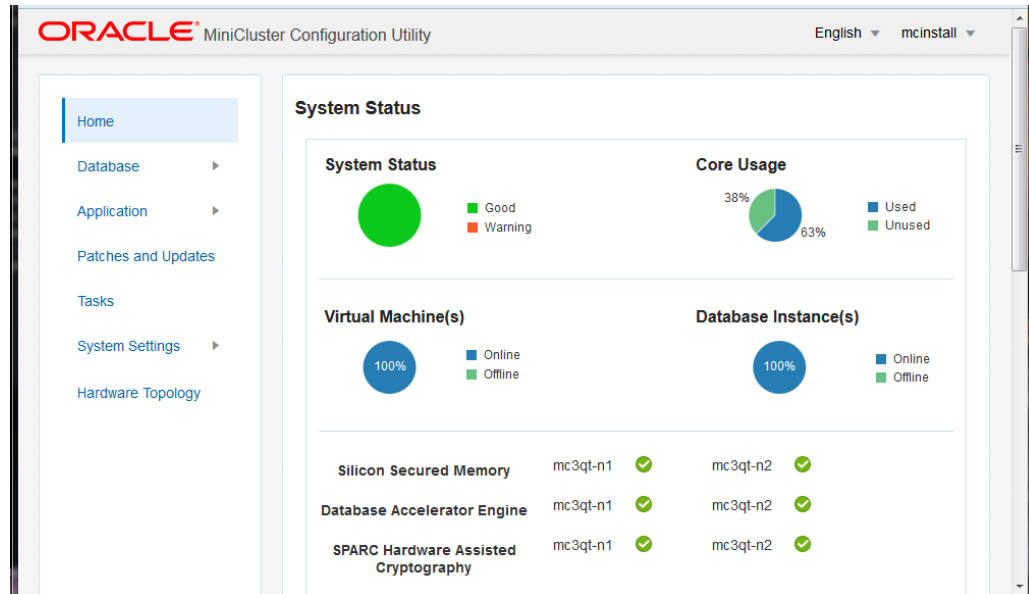 ORACLE MiniCluster Configuration Utility
English mcinstall
Home
Database
Application
Patches and Updates
Tasks
System Settings
Hardware Topology
System Status
System Status
Good
Warning
Core Usage
38%
63%
Used
Unused
Virtual Machine(s)
100%
Online
Offline
Database Instance(s)
100%
Online
Offline
Silicon Secured Memory mc3qt-n1 mc3qt-n2
Database Accelerator Engine mc3qt-n1 mc3qt-n2
SPARC Hardware Assisted mc3qt-n1 mc3qt-n2
Cryptography